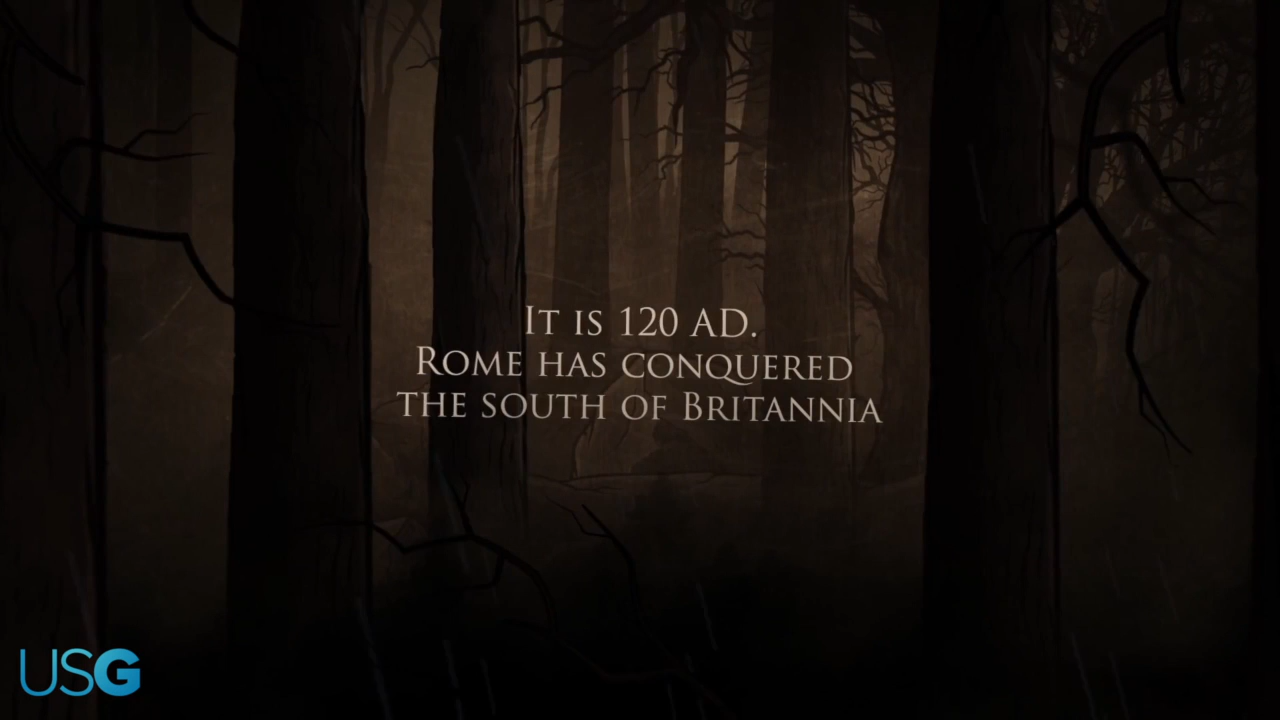 It is 120 AD.
Rome has conquered
the south of Britannia
USG